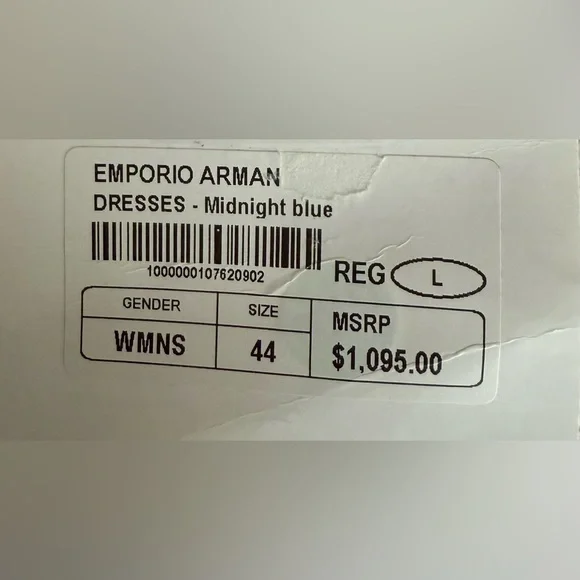 EMPORIO ARMAN
DRESSES - Midnight blue
1000000107620902
REG L
GENDER SIZE MSRP
WMNS 44 $1,095.00